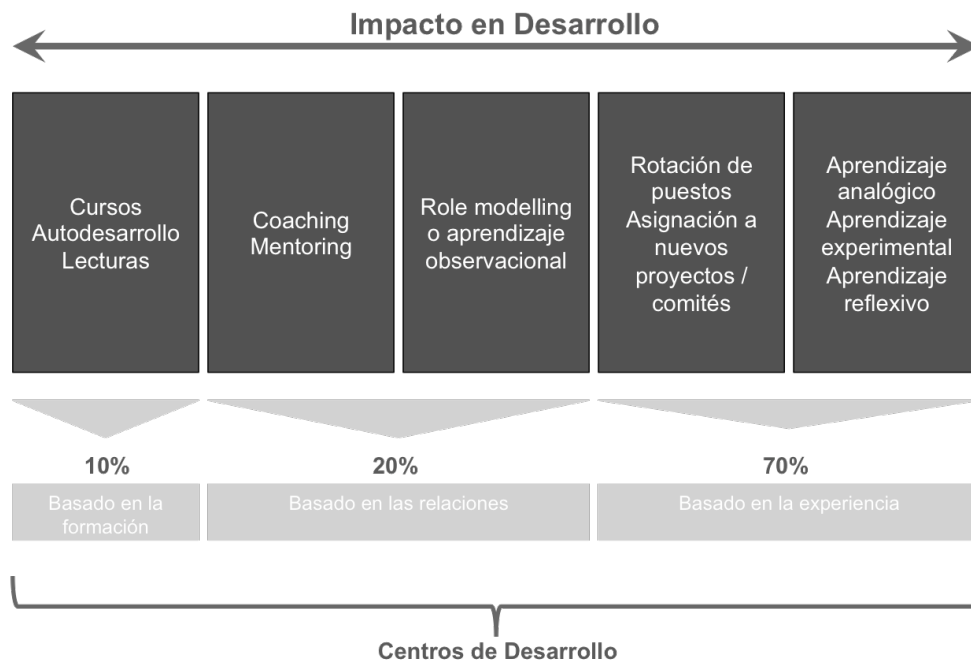 Impacto en Desarrollo
Cursos
Autodesarrollo
Lecturas
Coaching
Mentoring
Role modelling
o aprendizaje
observacional
Rotación de
puestos
Asignación a
nuevos
proyectos /
comités
Aprendizaje
analógico
Aprendizaje
experimental
Aprendizaje
reflexivo
10%
20%
70%
Basado en la
formación
Basado en las relaciones
Basado en la experiencia
Centros de Desarrollo